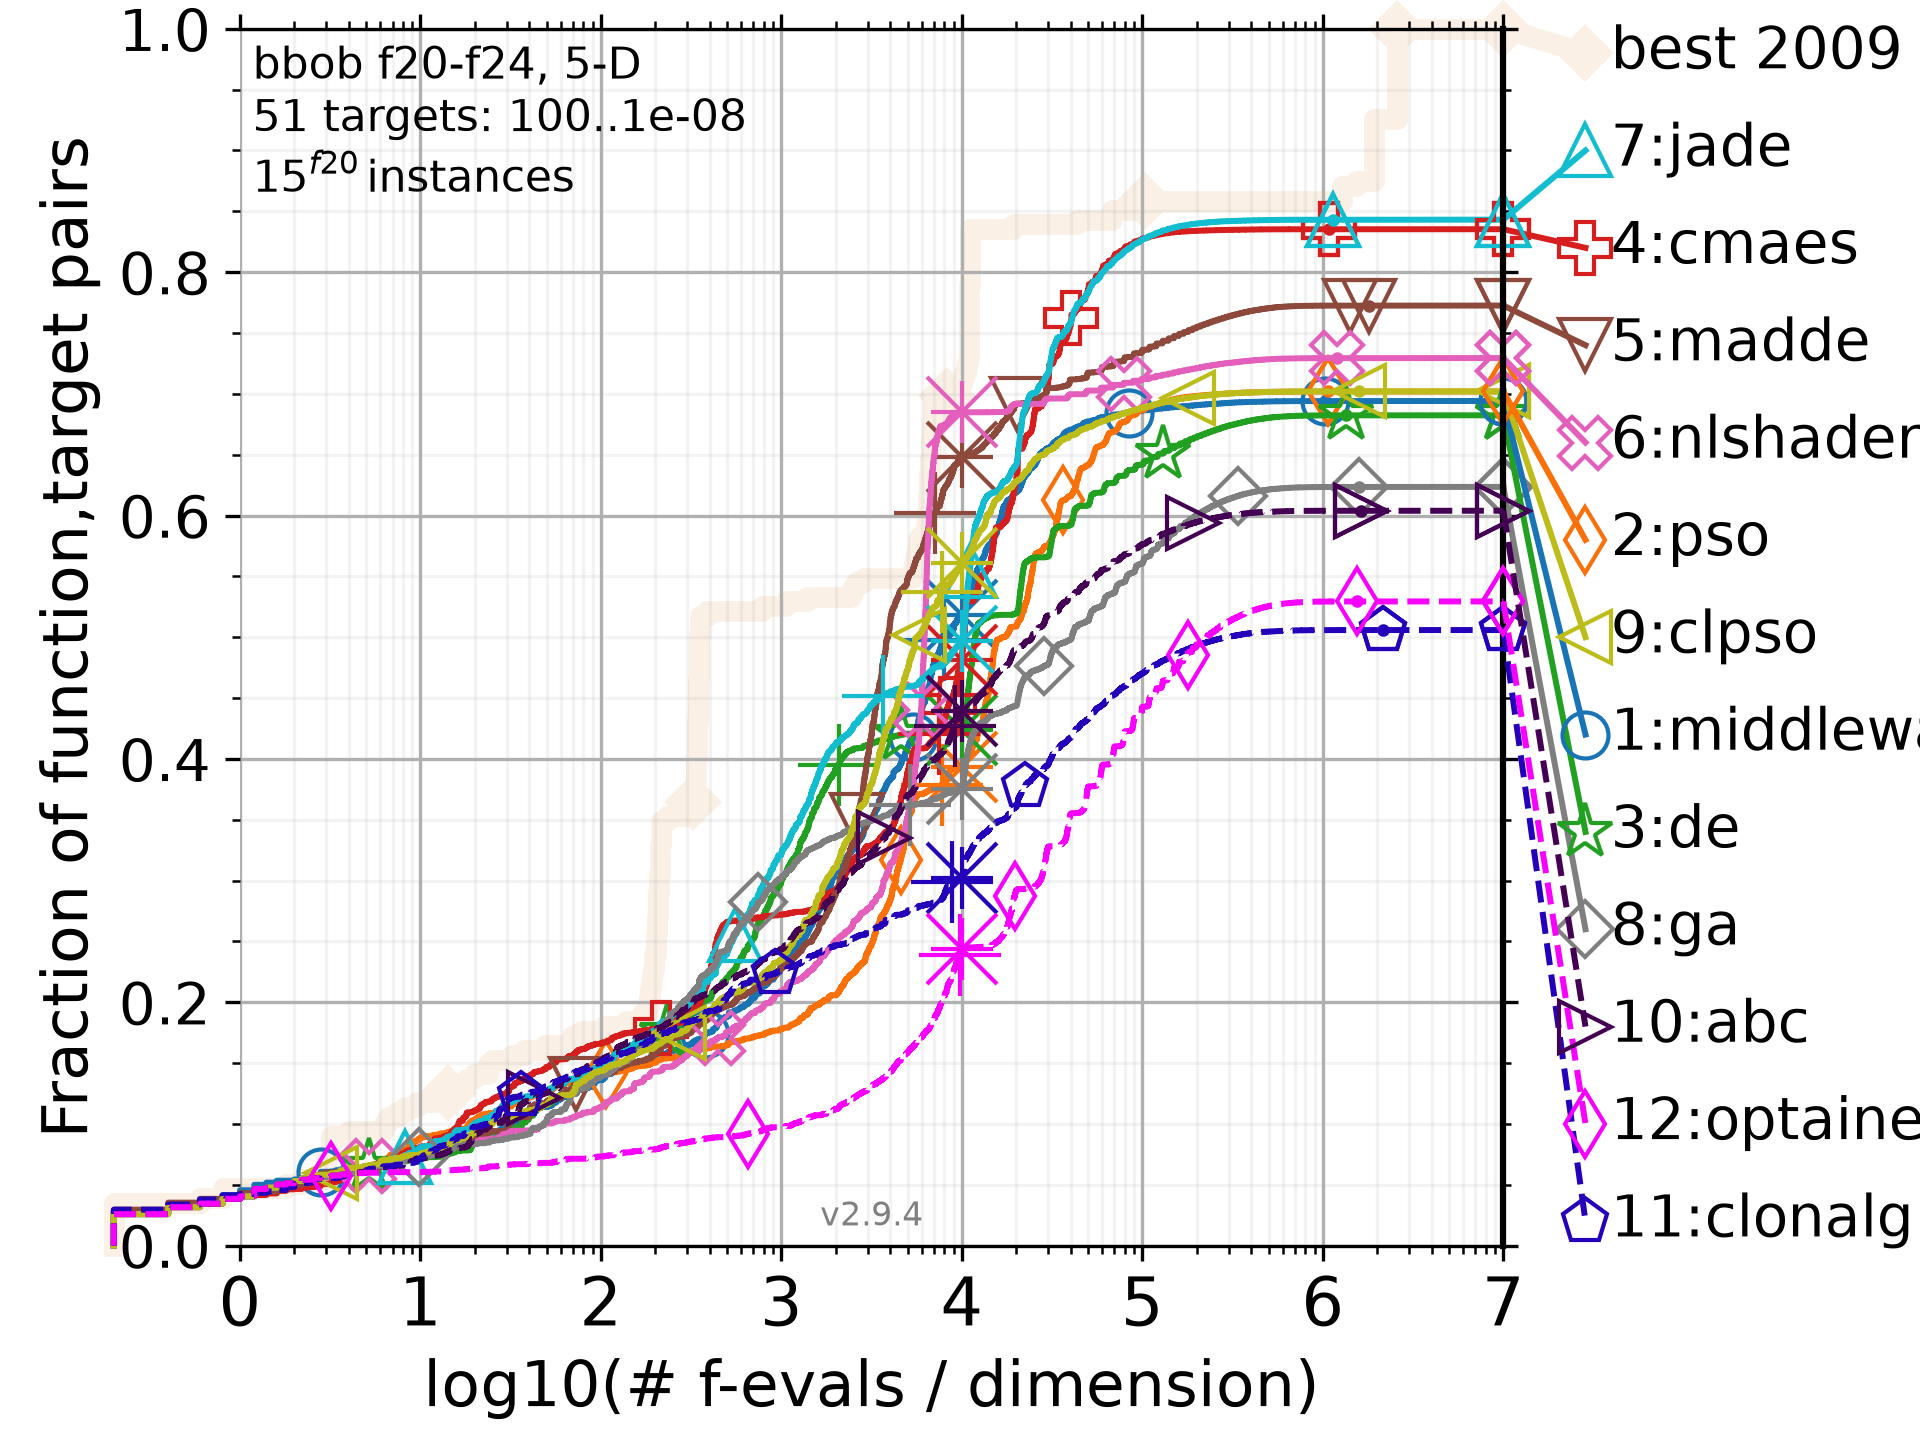 bbob f20-f24, 5-D
51 targets: 100..1e-08
15f20 instances
Fraction of function,target pairs
1.0
0.8
0.6
0.4
0.2
0.0
0 1 2 3 4 5 6 7
log10(# f-evals / dimension)
v2.9.4
best 2009
7:jade
4:cmaes
5:madde
6:nlshader
2:pso
9:clpso
1:middlewa
3:de
8:ga
10:abc
12:optaine
11:clonalg